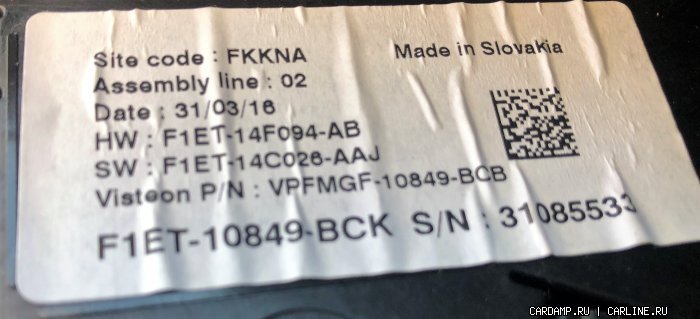 Site code : FKKNA
Made in Slovakia
Assembly line : 02
Date : 31/03/16
HW : F1ET-14F094-AB
SW : F1ET-14C026-AAJ
Visteon P/N : VPFMGF-10849-BCB
F1ET-10849-BCK S/N : 31085533
CARDAMP.RU | CARLINE.RU